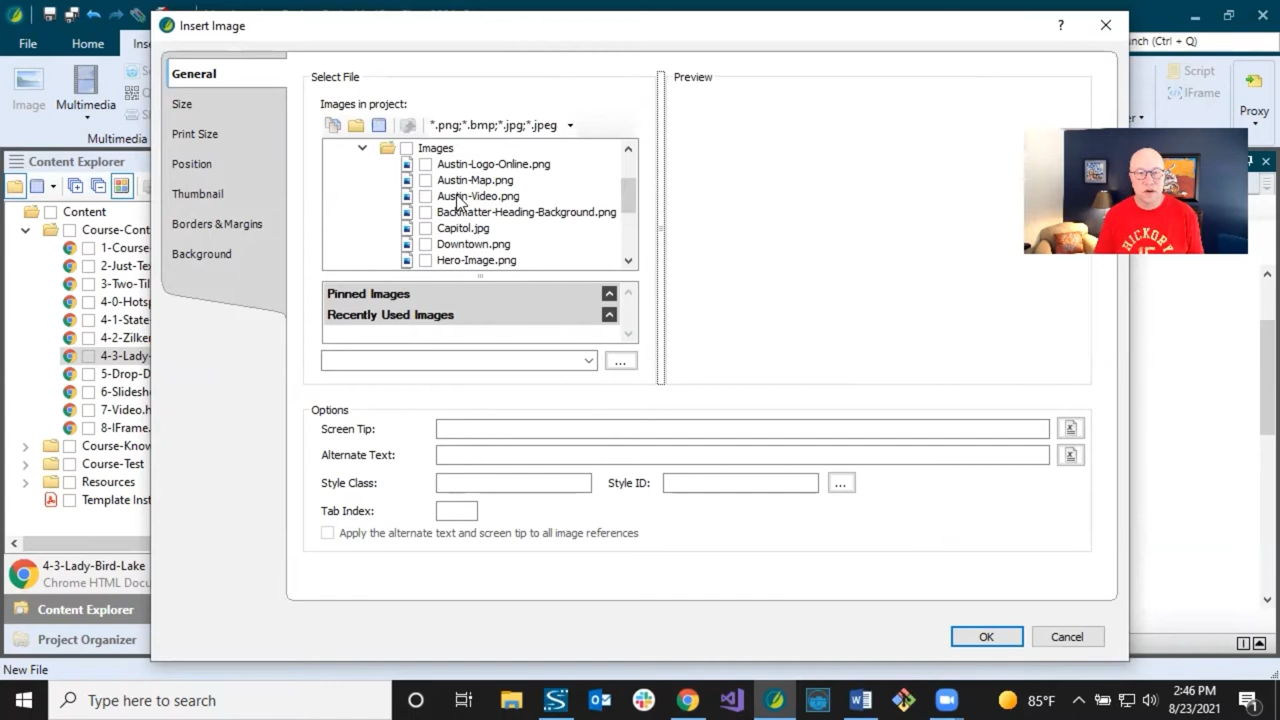 Insert Image
?
File
Home
Image
Multimedia
Multimedia
unch (Ctrl + Q)
Script
IFrame
Proxy
General
Size
Print Size
Position
Thumbnail
Borders & Margins
Background
Select File
Images in project:
*.png;*.bmp;*.jpg;*.jpeg
Images
Austin-Logo-Online.png
Austin-Map.png
Austin-Video.png
Backmatter-Heading-Background.png
Capitol.jpg
Downtown.png
Hero-Image.png
Pinned Images
Recently Used Images
...
Preview
HICKORY
Options
Screen Tip:
Alternate Text:
Style Class:
Style ID:
...
Tab Index:
Apply the alternate text and screen tip to all image references
OK
Cancel
Content Explorer
Content
Course-Cont
1-Course
2-Just-Te
3-Two-Til
4-0-Hotsp
4-1-State-
4-2-Zilker
4-3-Lady-
5-Drop-D
6-Slidesh
7-Video.h
8-IFrame.
Course-Know
Course-Test
Resources
Template Inst
4-3-Lady-Bird-Lake
Chrome HTML Docu
Content Explorer
Project Organizer
New File
Type here to search
85°F
2:46 PM
8/23/2021
1